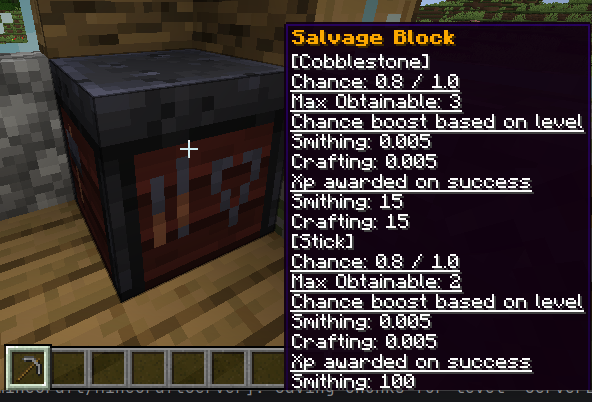 Salvage Block
[Cobblestone]
Chance: 0.8 / 1.0
Max Obtainable: 3
Chance boost based on level
Smithing: 0.005
Crafting: 0.005
Xp awarded on success
Smithing: 15
Crafting: 15
[Stick]
Chance: 0.8 / 1.0
Max Obtainable: 2
Chance boost based on level
Smithing: 0.005
Crafting: 0.005
Xp awarded on success
Smithing: 100